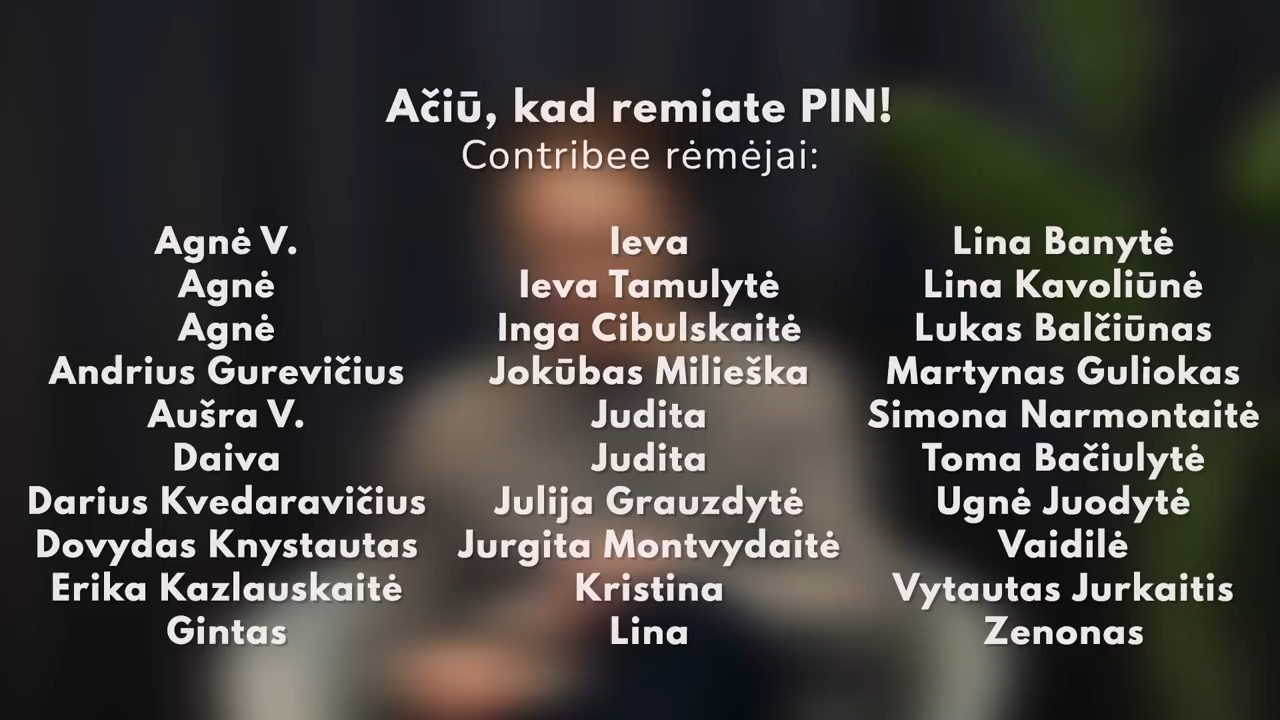 Ačiū, kad remiate PIN!
Contribee rėmėjai:
Agnė V.
Agnė
Agnė
Andrius Gurevičius
Aušra V.
Daiva
Darius Kvedaravičius
Dovydas Knystautas
Erika Kazlauskaitė
Gintas
Ieva
Ieva Tamulytė
Inga Cibulskaitė
Jokūbas Milieška
Judita
Judita
Julija Grauzdytė
Jurgita Montvydaitė
Kristina
Lina
Lina Banytė
Lina Kavoliūnė
Lukas Balčiūnas
Martynas Guliokas
Simona Narmontaitė
Toma Bačiulytė
Ugnė Juodytė
Vaidilė
Vytautas Jurkaitis
Zenonas